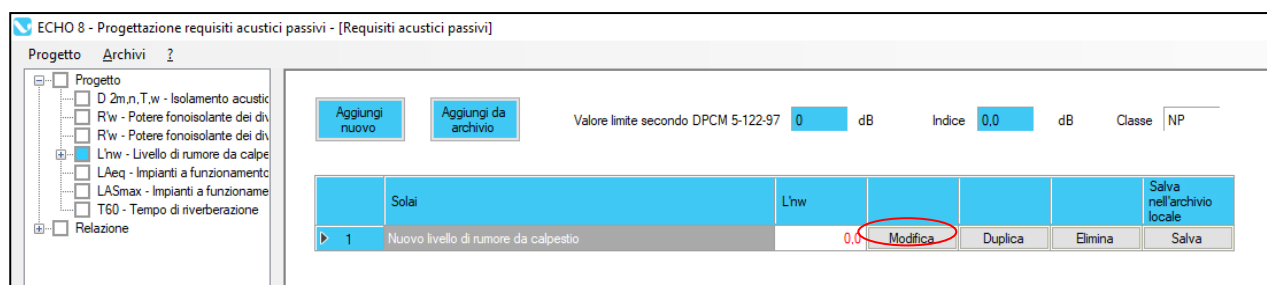 ECHO 8 - Progettazione requisiti acustici passivi - [Requisiti acustici passivi]
Progetto Archivi ?
Progetto
D 2m,n,T,w - Isolamento acustic
R'w - Potere fonoisolante dei div
R'w - Potere fonoisolante dei div
L'nw - Livello di rumore da calpe
LAeq - Impianti a funzionamento
LASmax - Impianti a funzioname
T60 - Tempo di riverberazione
Relazione
Aggiungi nuovo
Aggiungi da archivio
Valore limite secondo DPCM 5-122-97 0 dB Indice 0,0 dB Classe NP
Solai L'nw Salva nell'archivio locale
1 Nuovo livello di rumore da calpestio 0,0 Modifica Duplica Elimina Salva